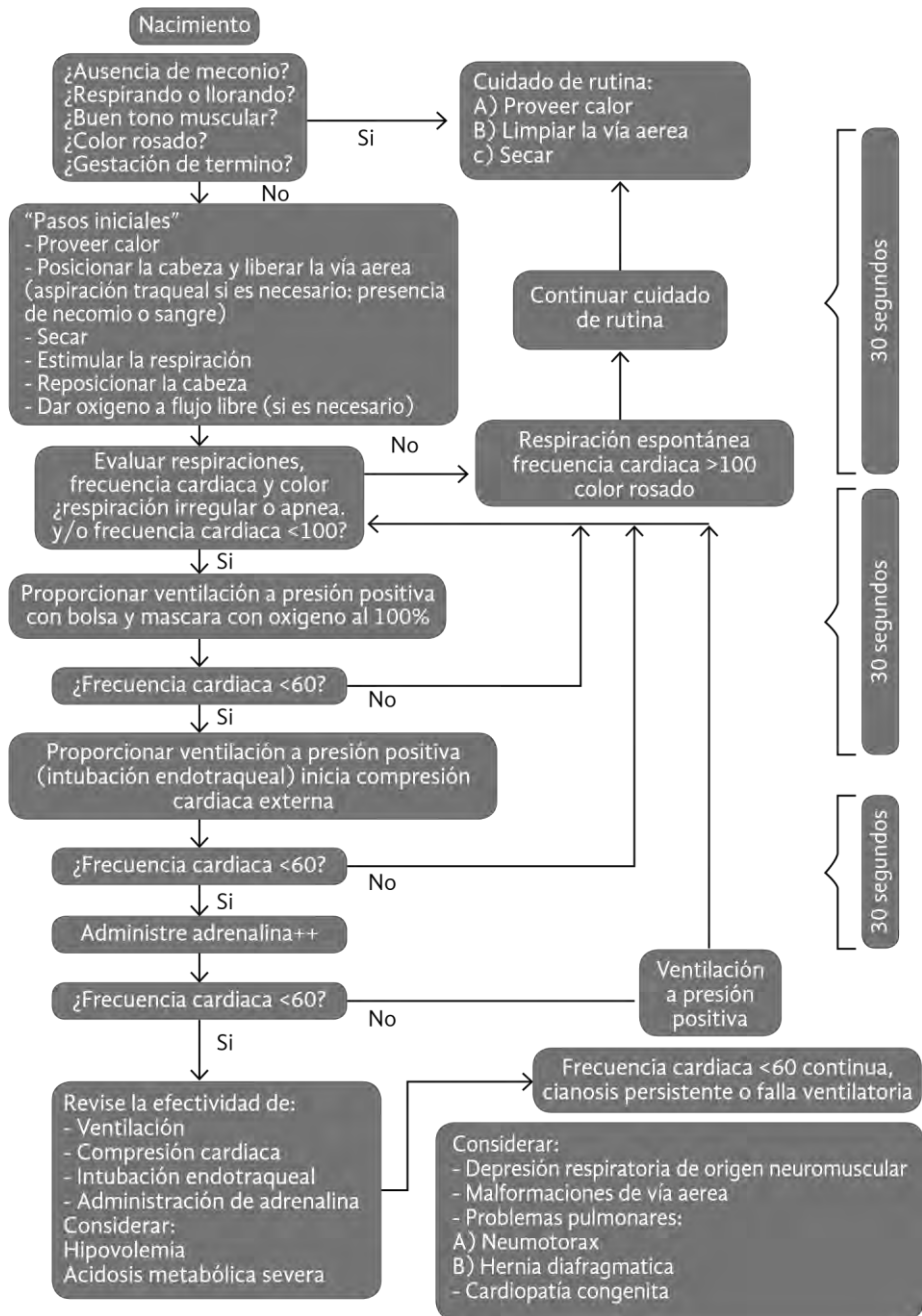 Nacimiento
¿Ausencia de meconio?
¿Respirando o llorando?
¿Buen tono muscular?
¿Color rosado?
¿Gestación de termino?
Si
Cuidado de rutina:
A) Proveer calor
B) Limpiar la vía aerea
c) Secar
No
“Pasos iniciales”
- Proveer calor
- Posicionar la cabeza y liberar la vía aerea
(aspiración traqueal si es necesario: presencia
de necomio o sangre)
- Secar
- Estimular la respiración
- Reposicionar la cabeza
- Dar oxigeno a flujo libre (si es necesario)
Continuar cuidado
de rutina
30 segundos
Evaluar respiraciones,
frecuencia cardiaca y color
¿respiración irregular o apnea.
y/o frecuencia cardiaca <100?
No
Respiración espontánea
frecuencia cardiaca >100
color rosado
Si
Proporcionar ventilación a presión positiva
con bolsa y mascara con oxigeno al 100%
¿Frecuencia cardiaca <60?
No
30 segundos
Si
Proporcionar ventilación a presión positiva
(intubación endotraqueal) inicia compresión
cardiaca externa
¿Frecuencia cardiaca <60?
No
30 segundos
Si
Administre adrenalina++
¿Frecuencia cardiaca <60?
No
Ventilación
a presión
positiva
Si
Revise la efectividad de:
- Ventilación
- Compresión cardiaca
- Intubación endotraqueal
- Administración de adrenalina
Considerar:
Hipovolemia
Acidosis metabólica severa
Frecuencia cardiaca <60 continua,
cianosis persistente o falla ventilatoria
Considerar:
- Depresión respiratoria de origen neuromuscular
- Malformaciones de vía aerea
- Problemas pulmonares:
A) Neumotorax
B) Hernia diafragmatica
- Cardiopatía congenita